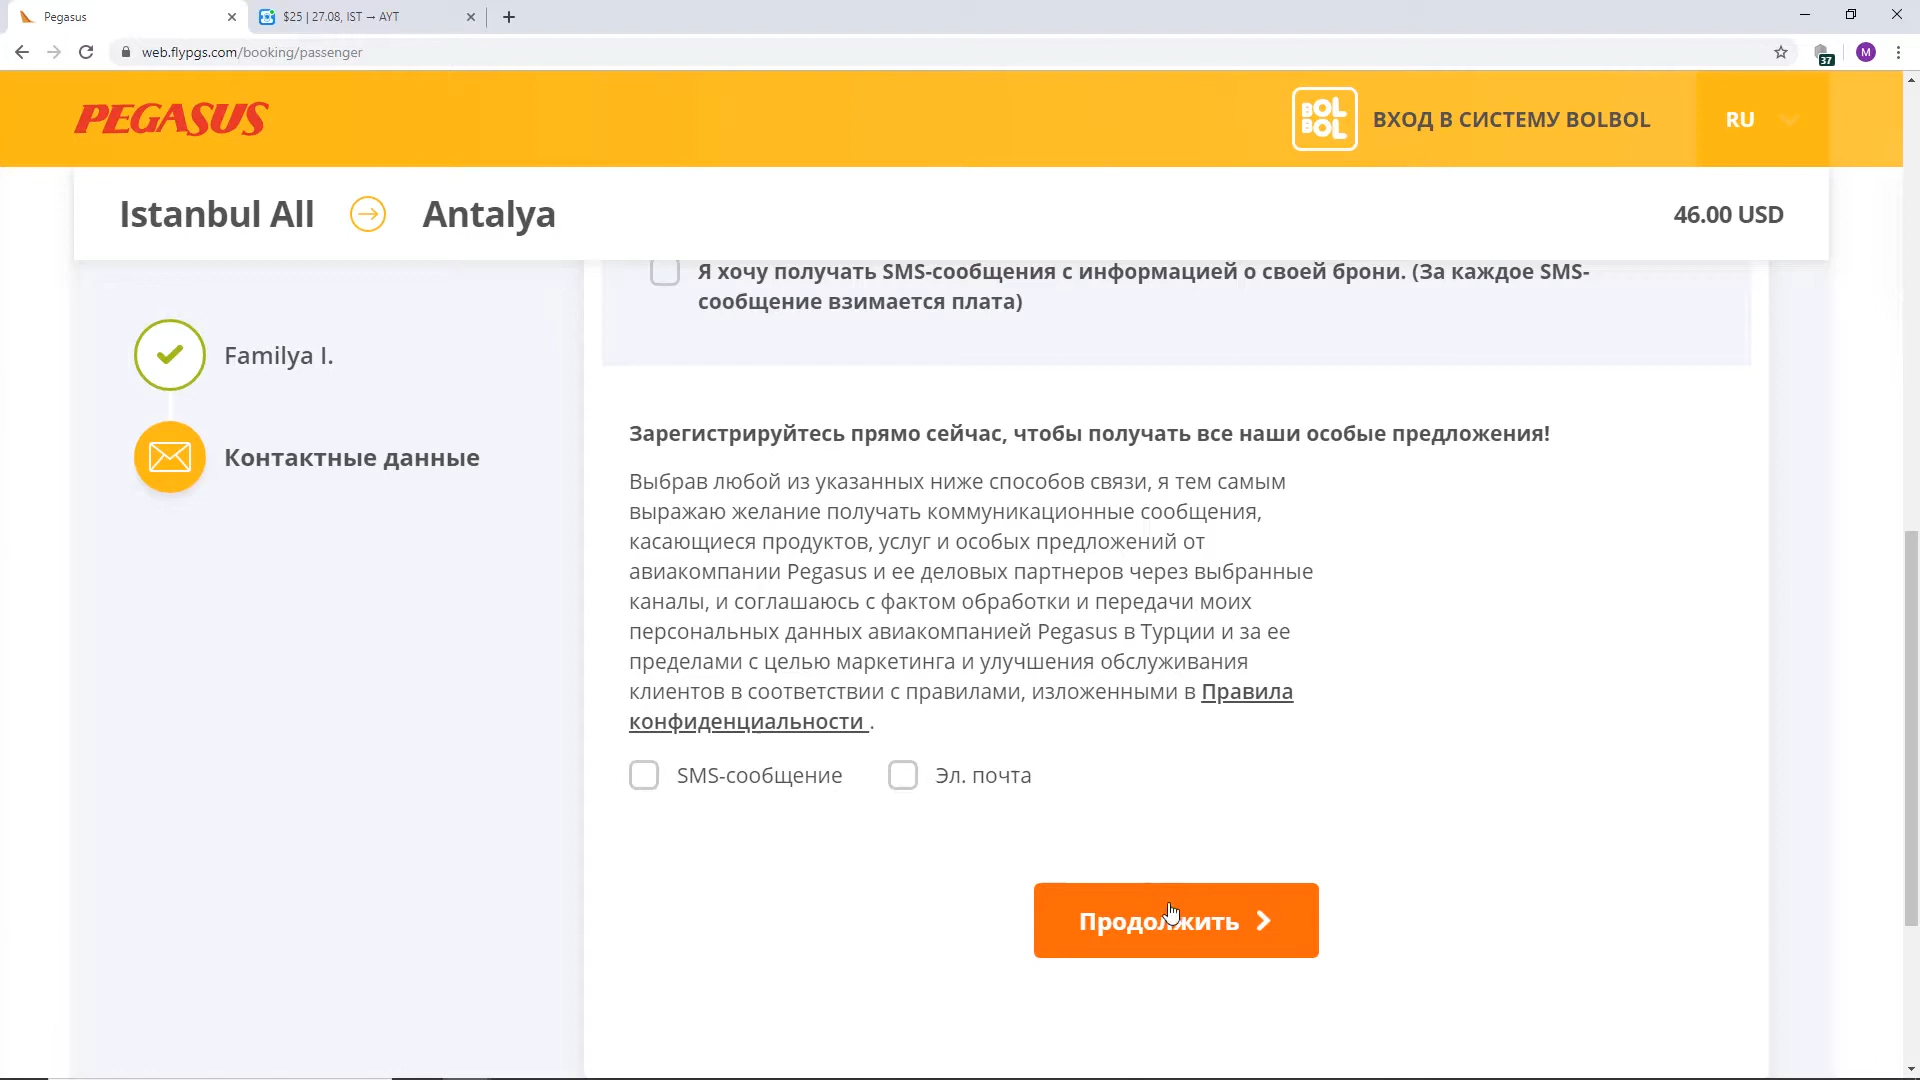 Pegasus
$25 | 27.08, IST → AYT
web.flypgs.com/booking/passenger
37
M
PEGASUS
BOL
BOL
ВХОД В СИСТЕМУ BOLBOL
RU
Istanbul All
Antalya
46.00 USD
Я хочу получать SMS-сообщения с информацией о своей брони. (За каждое SMS-
сообщение взимается плата)
Familya I.
Контактные данные
Зарегистрируйтесь прямо сейчас, чтобы получать все наши особые предложения!
Выбрав любой из указанных ниже способов связи, я тем самым
выражаю желание получать коммуникационные сообщения,
касающиеся продуктов, услуг и особых предложений от
авиакомпании Pegasus и ее деловых партнеров через выбранные
каналы, и соглашаюсь с фактом обработки и передачи моих
персональных данных авиакомпанией Pegasus в Турции и за ее
пределами с целью маркетинга и улучшения обслуживания
клиентов в соответствии с правилами, изложенными в Правила
конфиденциальности .
SMS-сообщение
Эл. почта
Продолжить